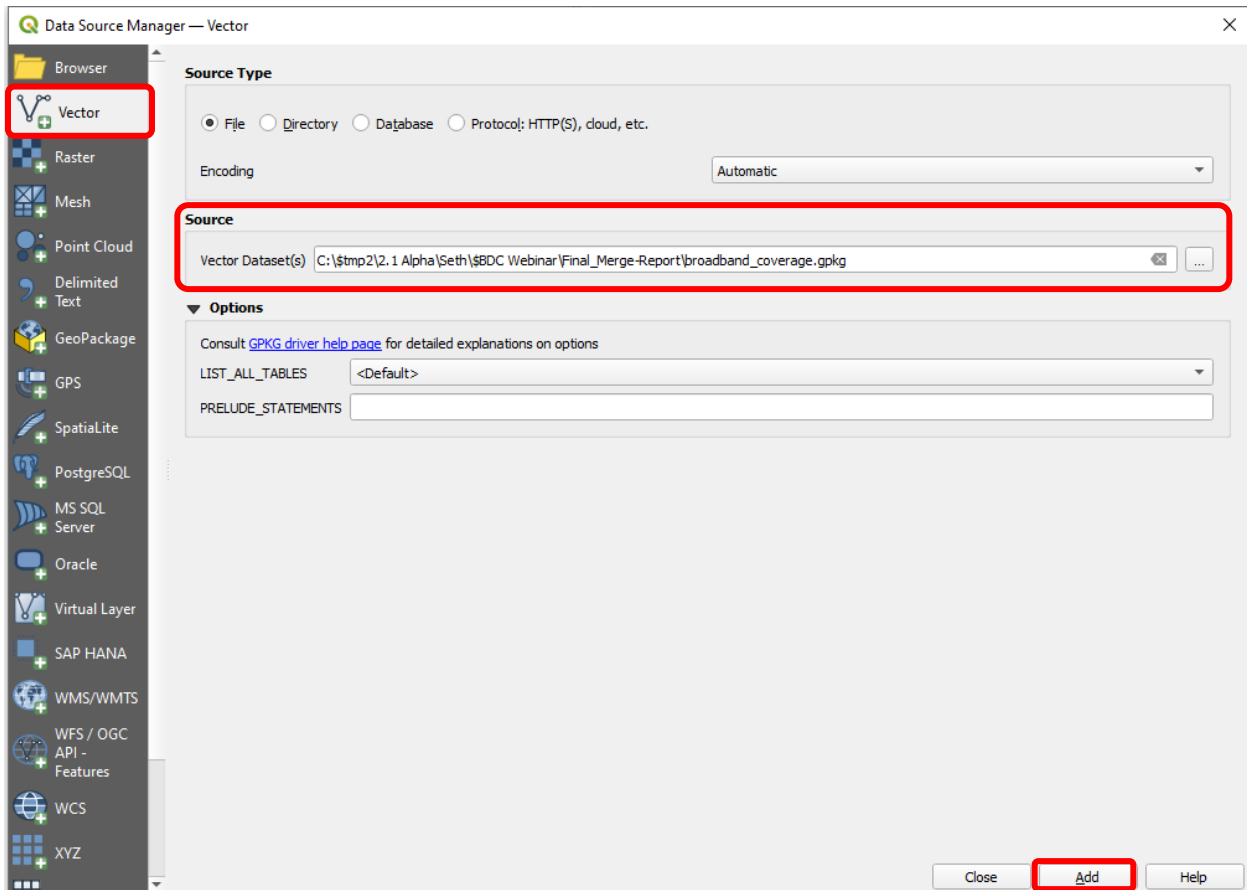 Data Source Manager — Vector
Browser
Vector
Raster
Mesh
Point Cloud
Delimited
Text
GeoPackage
GPS
SpatiaLite
PostgreSQL
MS SQL
Server
Oracle
Virtual Layer
SAP HANA
WMS/WMTS
WFS / OGC
API -
Features
WCS
XYZ
Source Type
File Directory Database Protocol: HTTP(S), cloud, etc.
Encoding Automatic
Source
Vector Dataset(s) C:\$tmp2\2.1 Alpha\Seth\$BDC Webinar\Final_Merge-Report\broadband_coverage.gpkg ...
Options
Consult GPKG driver help page for detailed explanations on options
LIST_ALL_TABLES <Default>
PRELUDE_STATEMENTS
Close Add Help